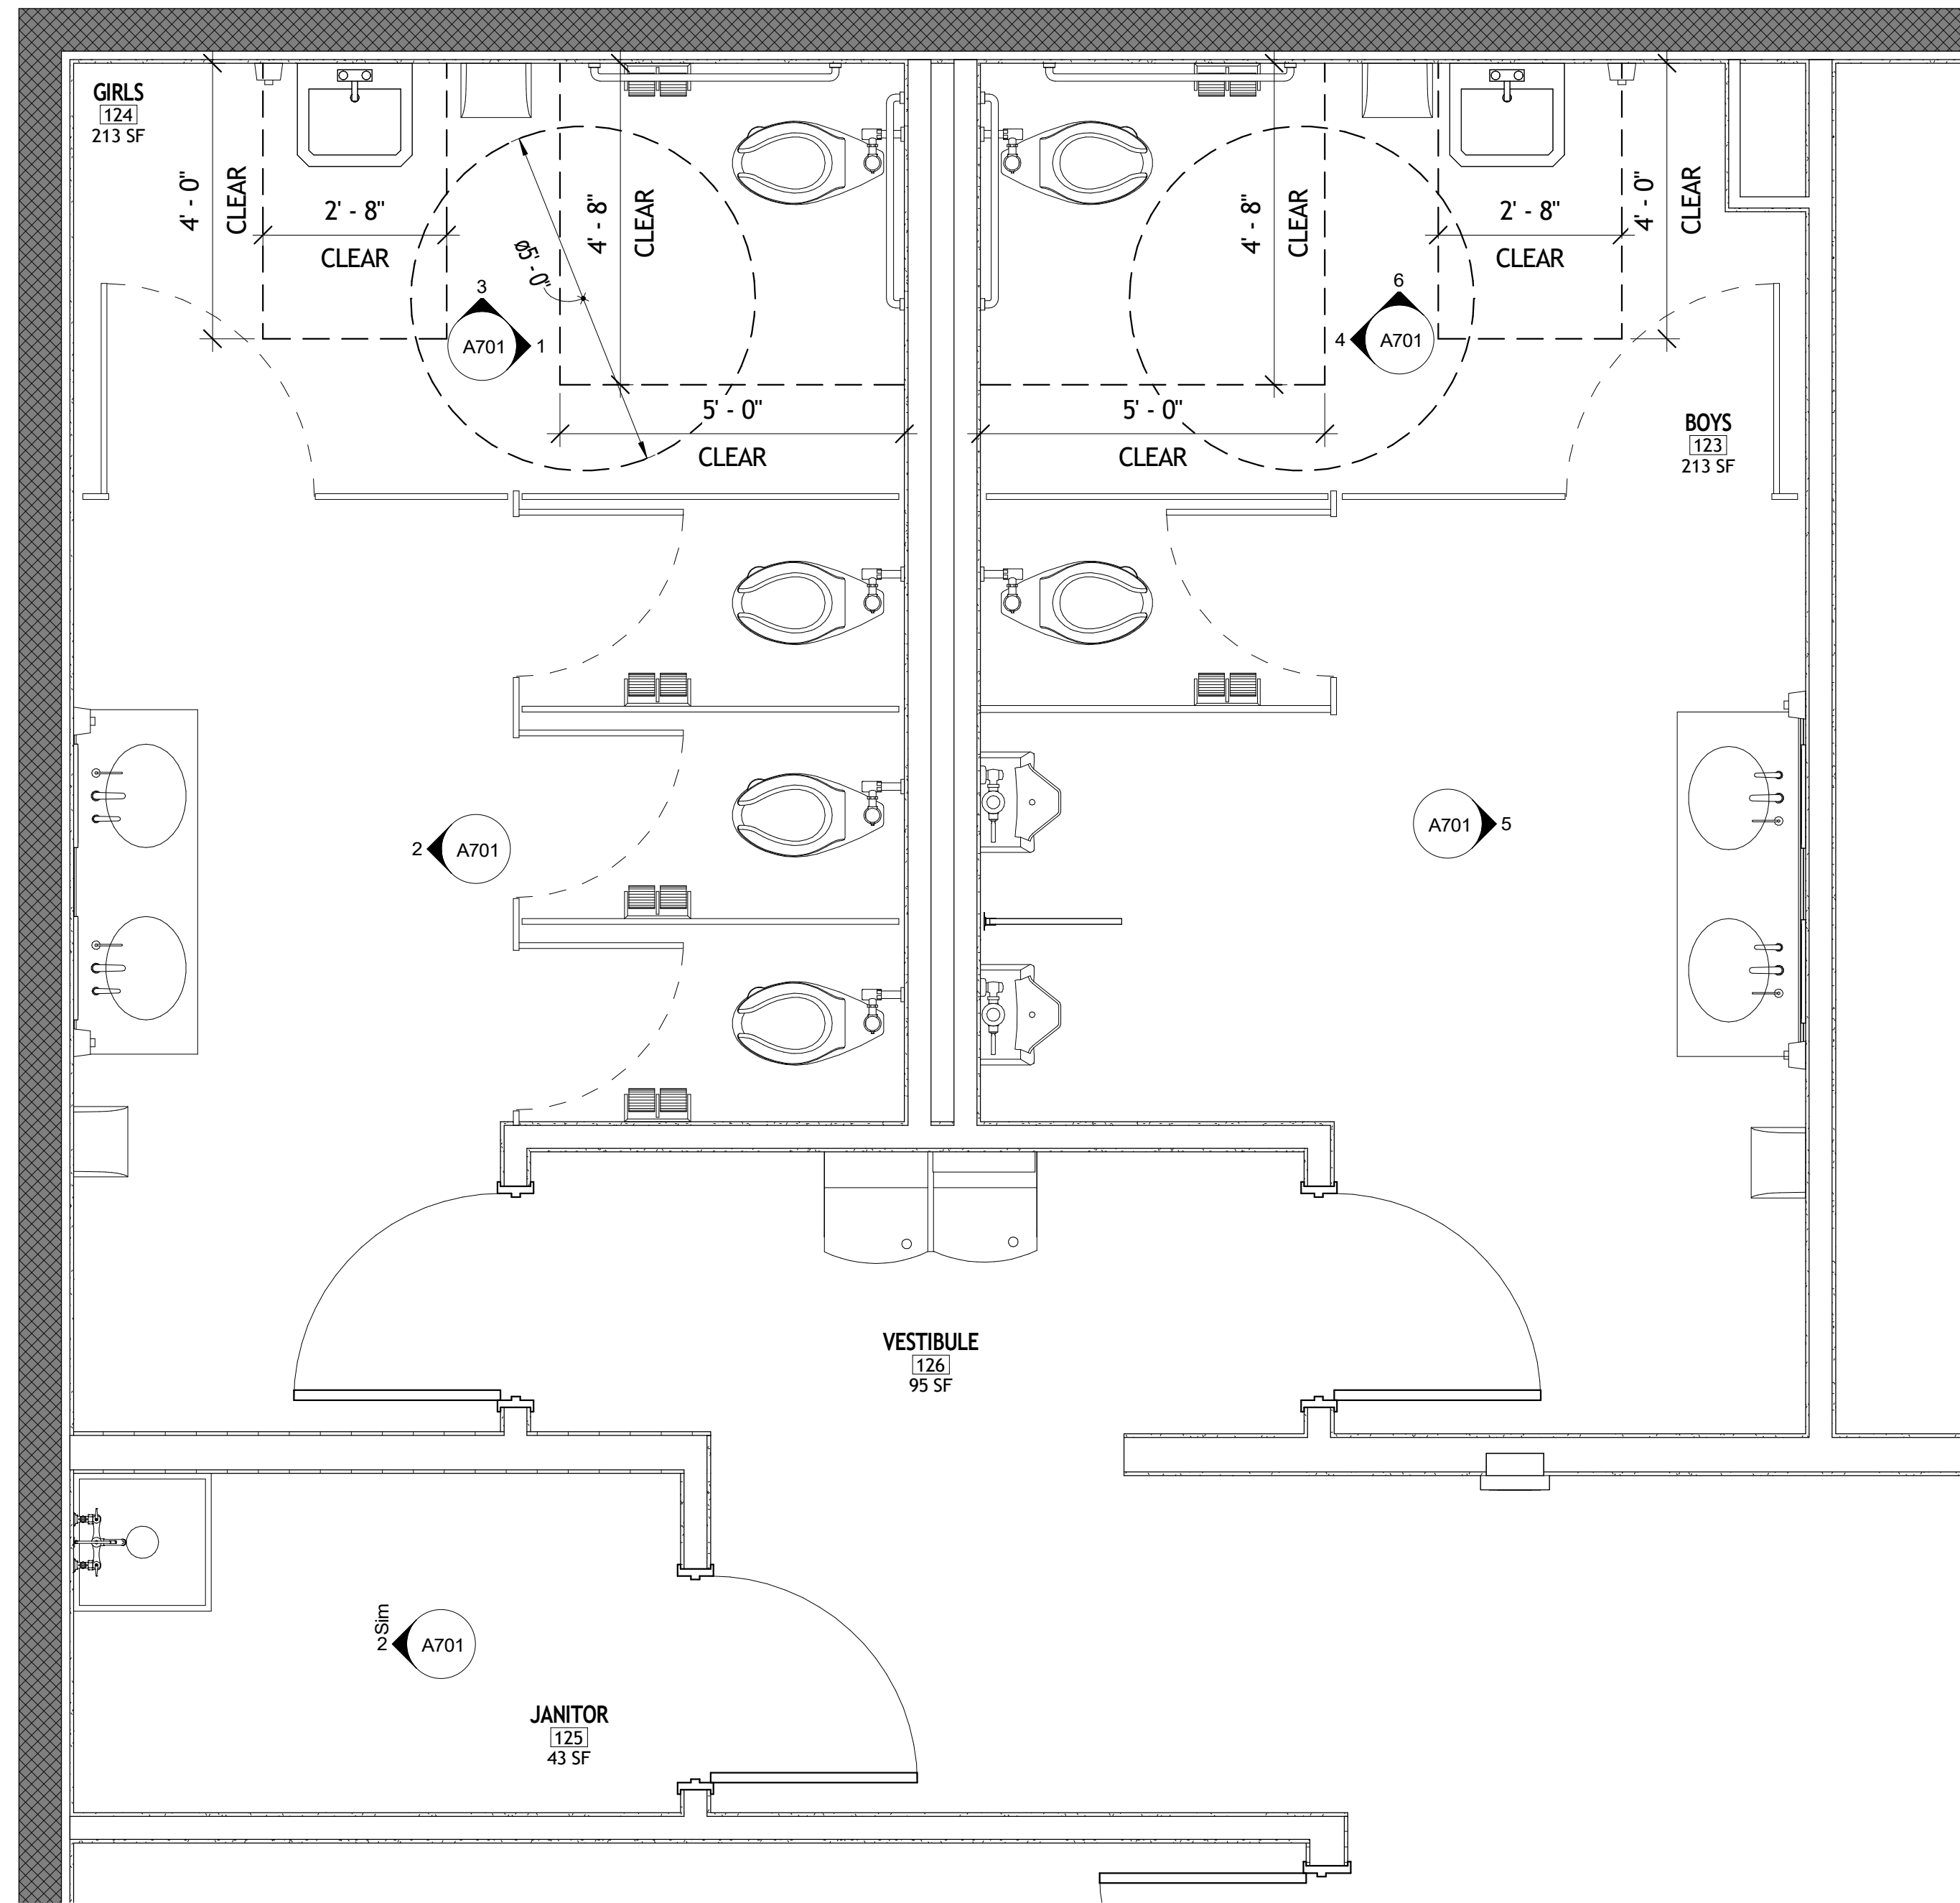 GIRLS
124
213 SF
4' - 0"
CLEAR
2' - 8"
CLEAR
ø5' - 0"
4' - 8"
CLEAR
3
A701
1
5' - 0"
CLEAR
4' - 8"
CLEAR
5' - 0"
CLEAR
6
4
A701
2' - 8"
CLEAR
4' - 0"
CLEAR
BOYS
123
213 SF
2
A701
A701
5
VESTIBULE
126
95 SF
Sim
2
A701
JANITOR
125
43 SF